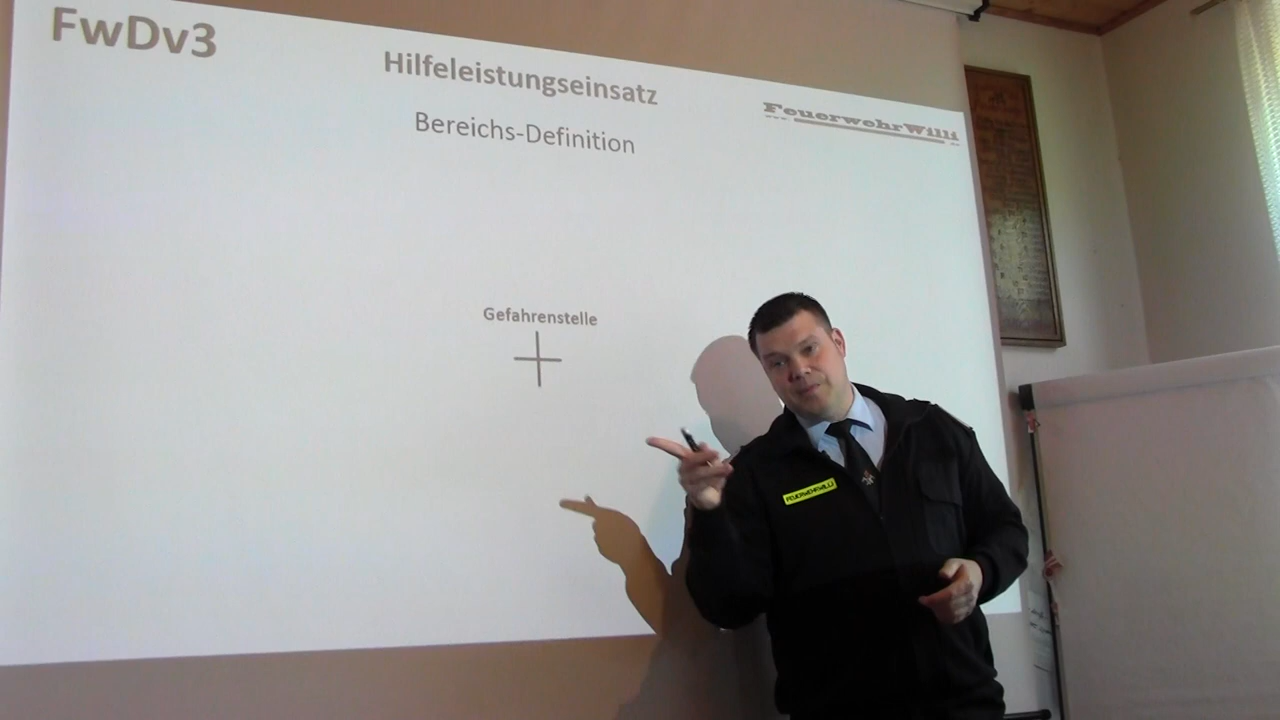 FwDv3
Hilfeleistungseinsatz
FeuerwehrWilli
Bereichs-Definition
Gefahrenstelle
FEUERWEHRWILLI